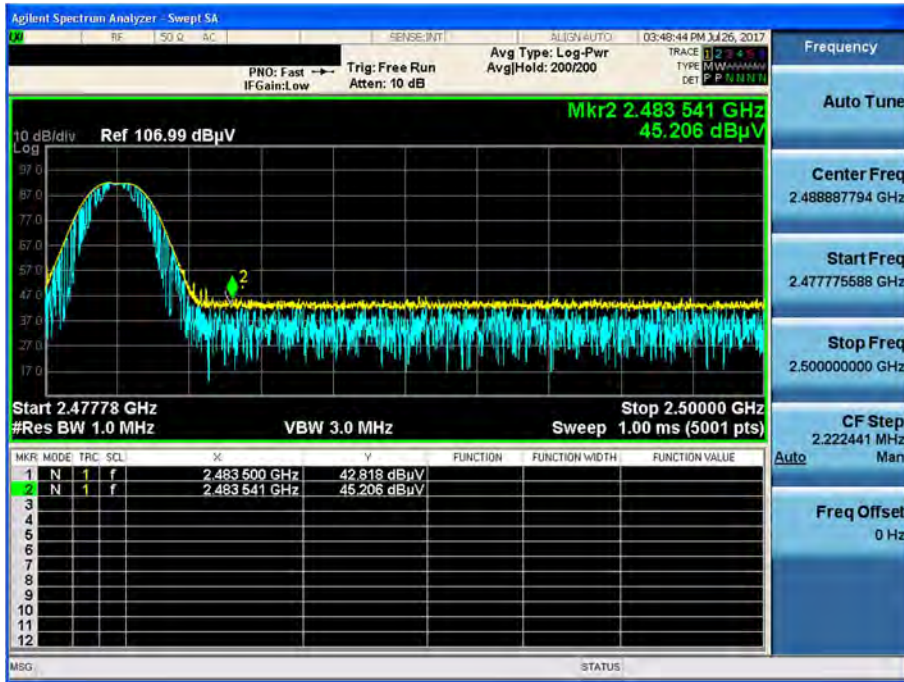 Agilent Spectrum Analyzer - Swept SA
RF 50 Ω AC SENSE:INT ALIGN AUTO 03:48:44 PM Jul 26, 2017
Frequency
Avg Type: Log-Pwr
TRACE 1 2 3 4 5 6
PNO: Fast Trig: Free Run Avg|Hold: 200/200
TYPE MWWWWW
IFGain:Low Atten: 10 dB
DET P P N N N N
Auto Tune
Mkr2 2.483 541 GHz
45.206 dBµV
10 dB/div Ref 106.99 dBµV
Log
97.0
87.0
77.0
67.0
57.0
47.0
37.0
27.0
17.0
2
Center Freq
2.488887794 GHz
Start Freq
2.477775588 GHz
Stop Freq
2.500000000 GHz
Start 2.47778 GHz Stop 2.50000 GHz
#Res BW 1.0 MHz VBW 3.0 MHz Sweep 1.00 ms (5001 pts)
CF Step
2.222441 MHz
Auto Man
MKR MODE TRC SCL X Y FUNCTION FUNCTION WIDTH FUNCTION VALUE
1 N 1 f 2.483 500 GHz 42.818 dBµV
2 N 1 f 2.483 541 GHz 45.206 dBµV
3
4
5
6
7
8
9
10
11
12
Freq Offset
0 Hz
MSG STATUS